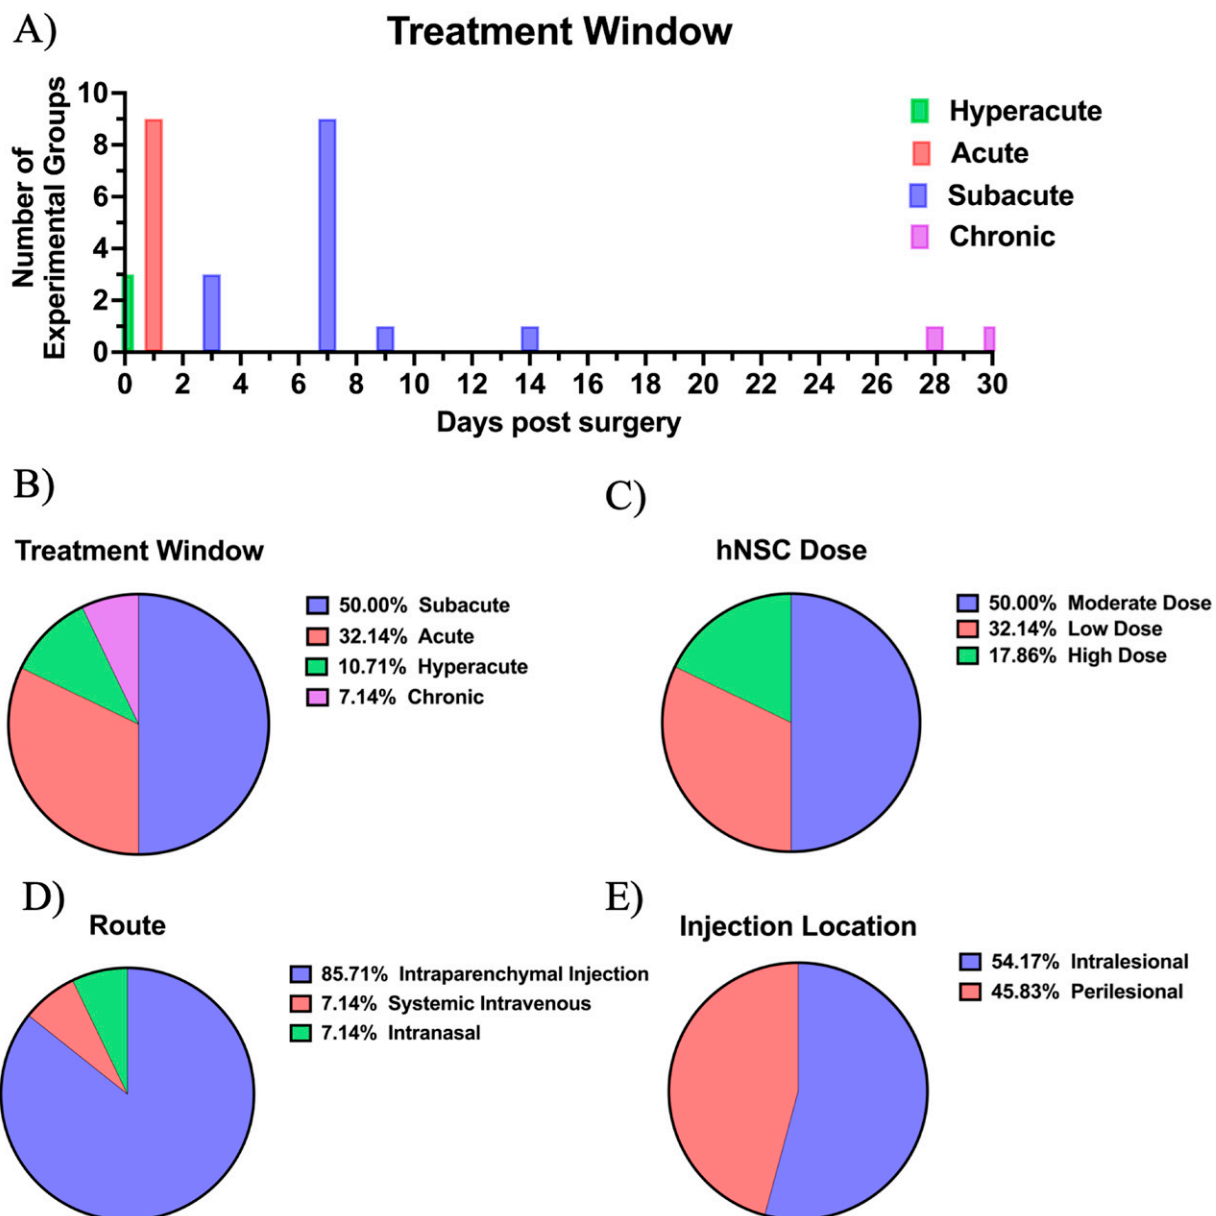 A)
Treatment Window
Number of
Experimental Groups
10
8
6
4
2
0
0 2 4 6 8 10 12 14 16 18 20 22 24 26 28 30
Days post surgery
Hyperacute
Acute
Subacute
Chronic
B)
Treatment Window
50.00% Subacute
32.14% Acute
10.71% Hyperacute
7.14% Chronic
C)
hNSC Dose
50.00% Moderate Dose
32.14% Low Dose
17.86% High Dose
D)
Route
85.71% Intraparenchymal Injection
7.14% Systemic Intravenous
7.14% Intranasal
E)
Injection Location
54.17% Intralesional
45.83% Perilesional